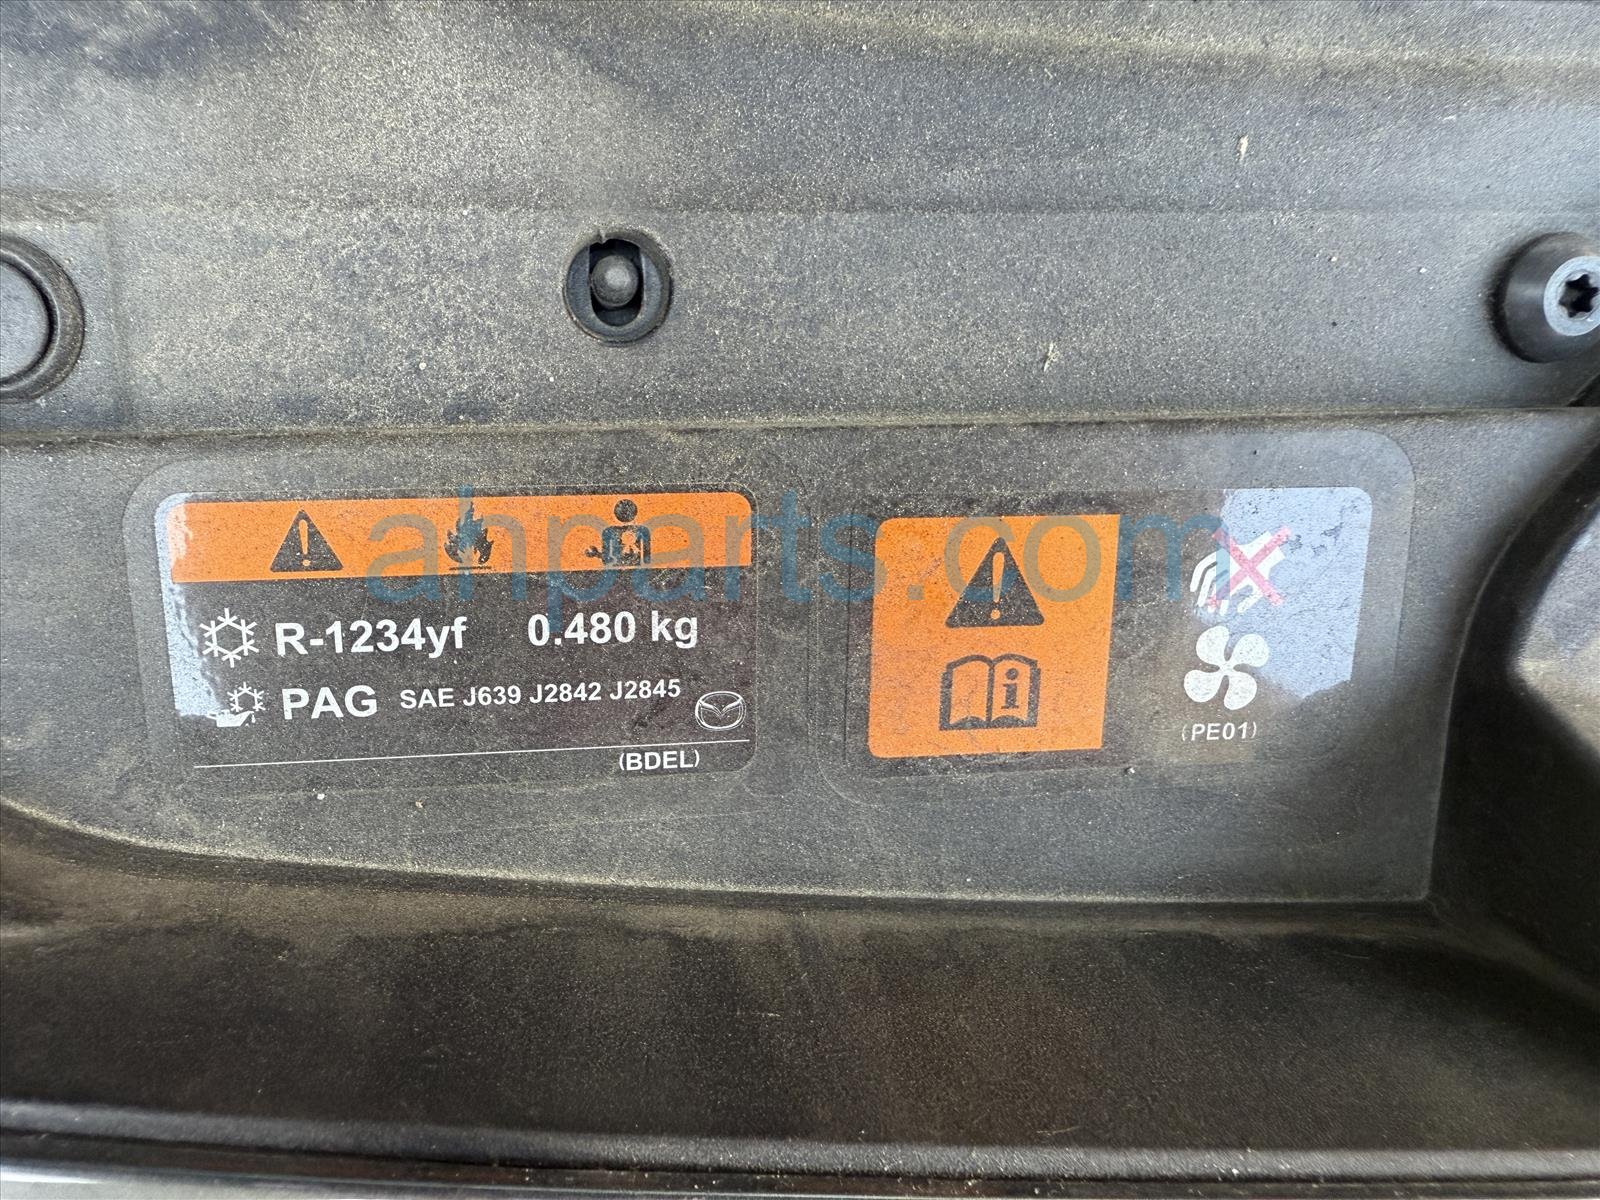 ahparts.com
R-1234yf 0.480 kg
PAG SAE J639 J2842 J2845
(BDEL)
(PE01)